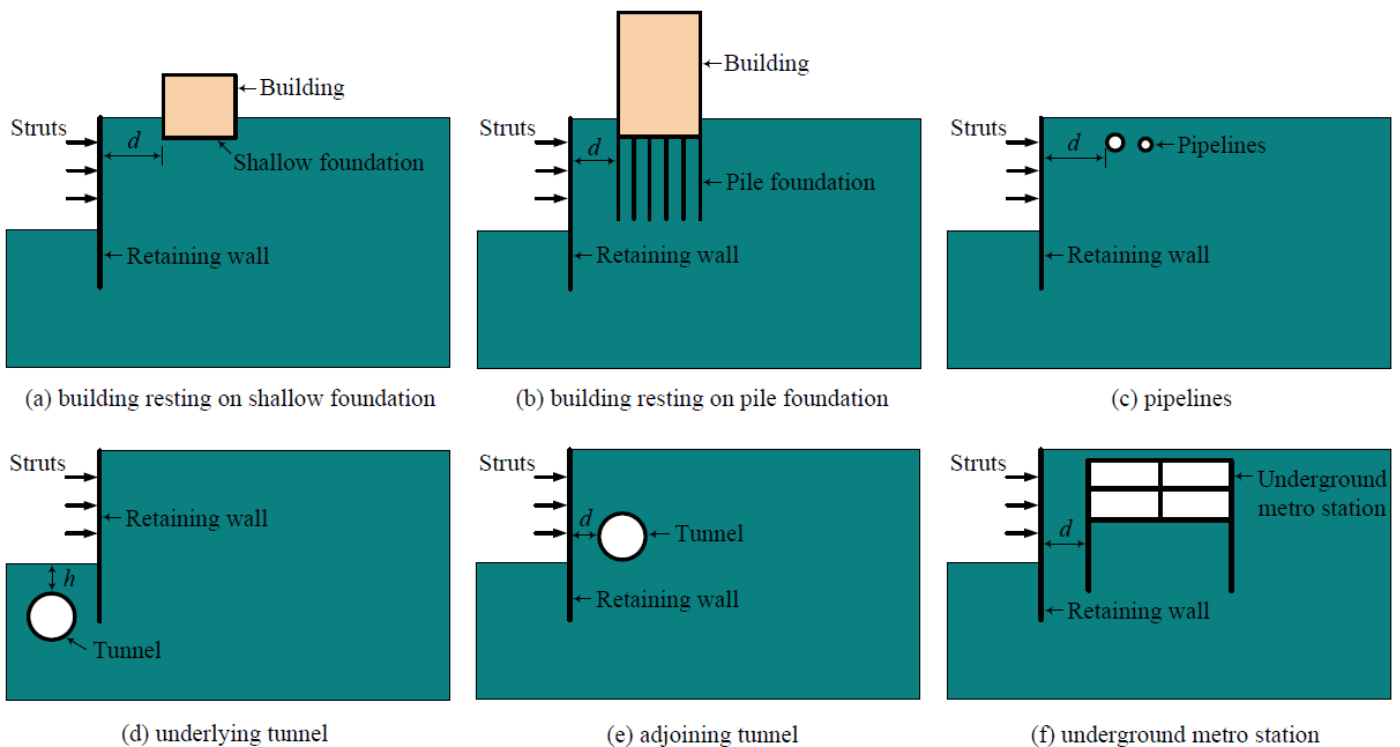 Building
Struts
d
Shallow foundation
Retaining wall
(a) building resting on shallow foundation
Building
Struts
d
Pile foundation
Retaining wall
(b) building resting on pile foundation
Struts
d
Pipelines
Retaining wall
(c) pipelines
Struts
Retaining wall
h
Tunnel
(d) underlying tunnel
Struts
d
Tunnel
Retaining wall
(e) adjoining tunnel
Struts
Underground
metro station
d
Retaining wall
(f) underground metro station